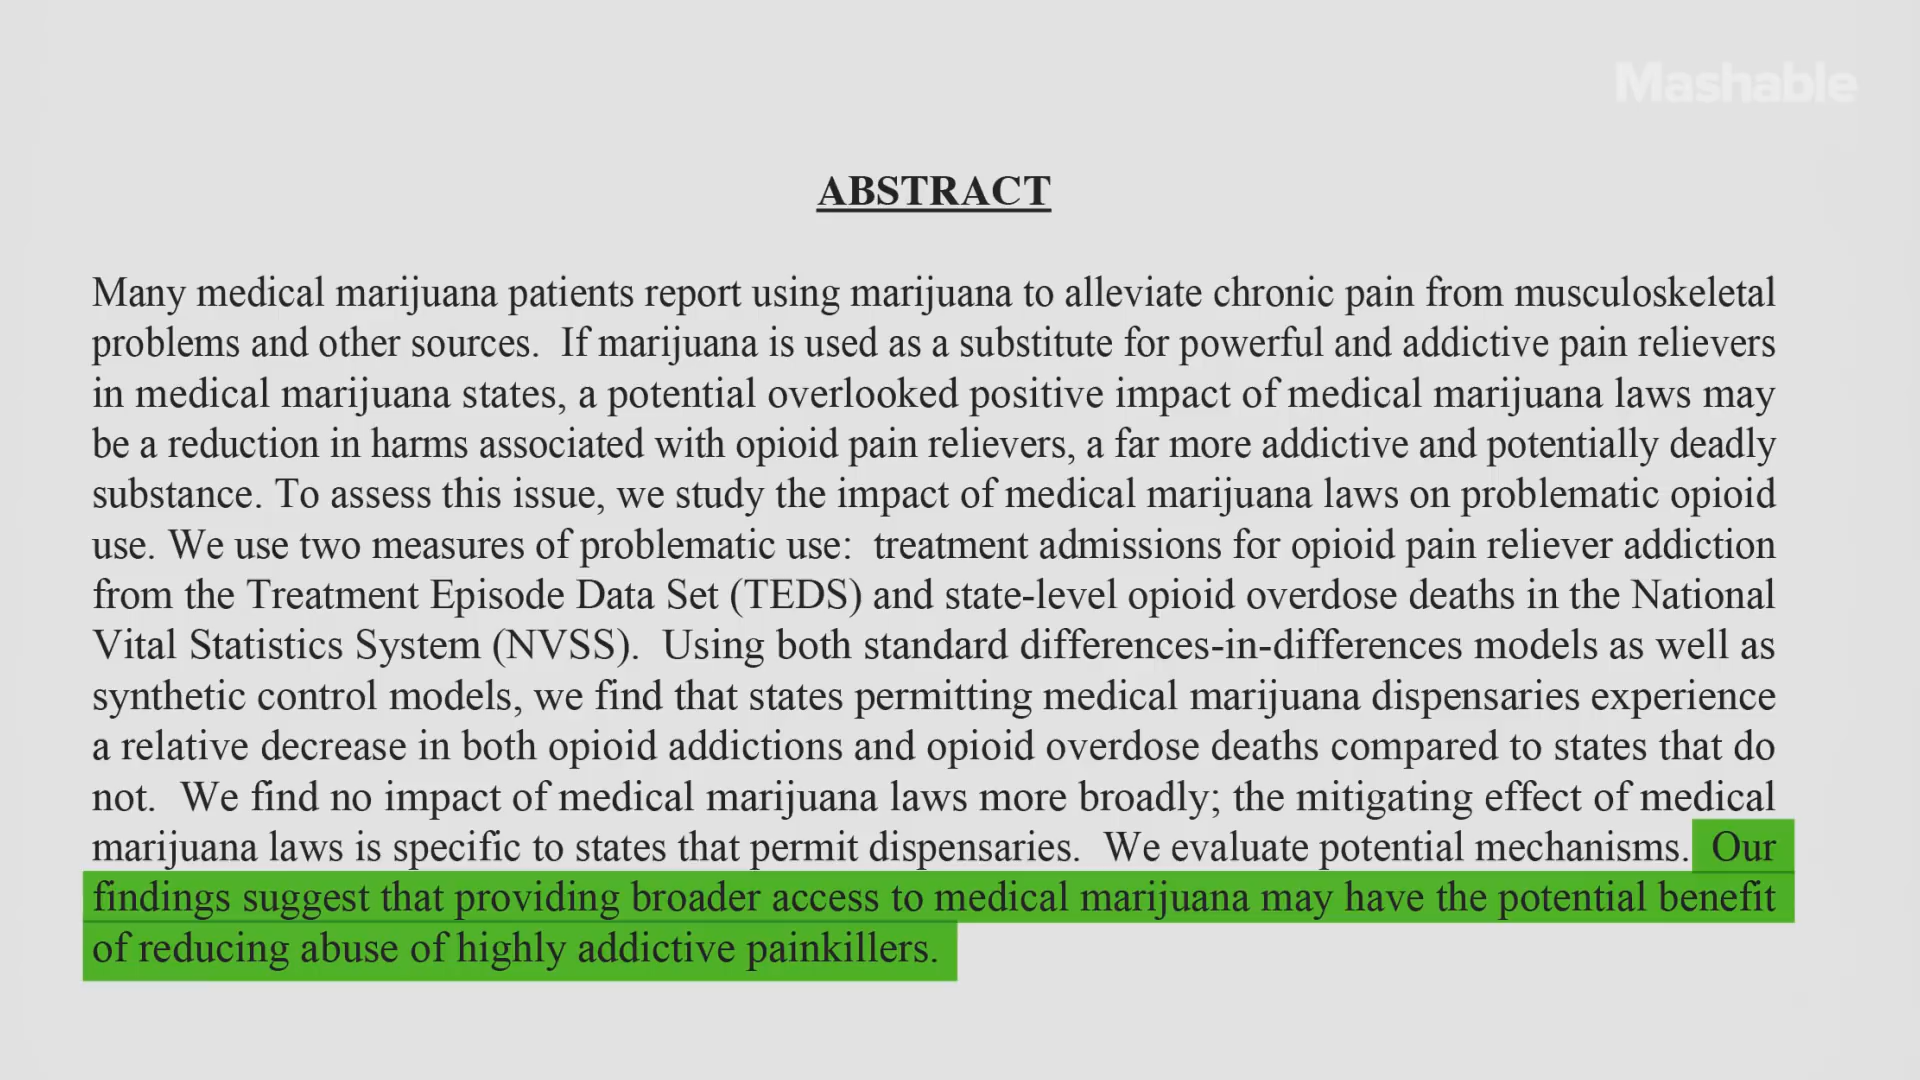 Mashable
ABSTRACT
Many medical marijuana patients report using marijuana to alleviate chronic pain from musculoskeletal
problems and other sources. If marijuana is used as a substitute for powerful and addictive pain relievers
in medical marijuana states, a potential overlooked positive impact of medical marijuana laws may
be a reduction in harms associated with opioid pain relievers, a far more addictive and potentially deadly
substance. To assess this issue, we study the impact of medical marijuana laws on problematic opioid
use. We use two measures of problematic use: treatment admissions for opioid pain reliever addiction
from the Treatment Episode Data Set (TEDS) and state-level opioid overdose deaths in the National
Vital Statistics System (NVSS). Using both standard differences-in-differences models as well as
synthetic control models, we find that states permitting medical marijuana dispensaries experience
a relative decrease in both opioid addictions and opioid overdose deaths compared to states that do
not. We find no impact of medical marijuana laws more broadly; the mitigating effect of medical
marijuana laws is specific to states that permit dispensaries. We evaluate potential mechanisms. Our
findings suggest that providing broader access to medical marijuana may have the potential benefit
of reducing abuse of highly addictive painkillers.